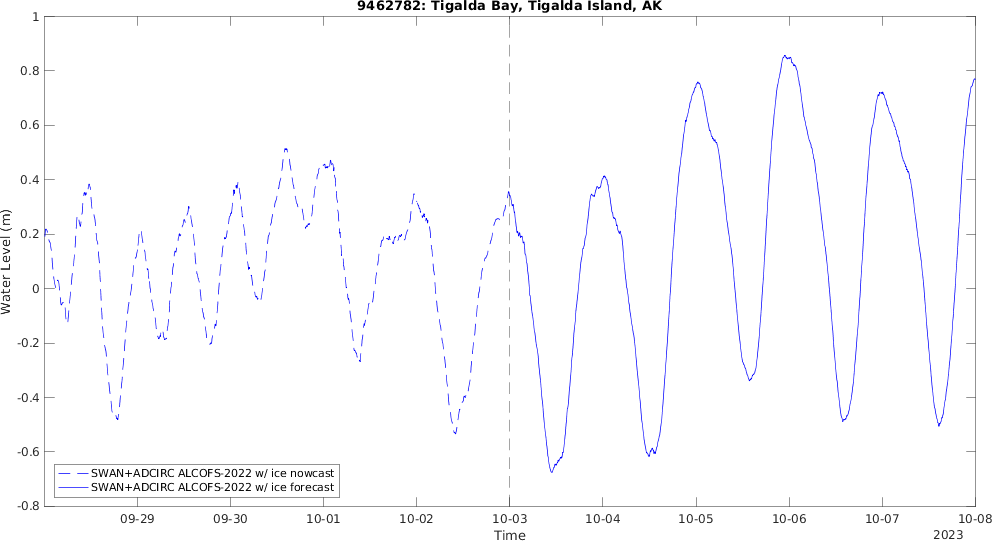 9462782: Tigalda Bay, Tigalda Island, AK
Water Level (m)
1
0.8
0.6
0.4
0.2
0
-0.2
-0.4
-0.6
-0.8
SWAN+ADCIRC ALCOFS-2022 w/ ice nowcast
SWAN+ADCIRC ALCOFS-2022 w/ ice forecast
09-29 09-30 10-01 10-02 10-03 10-04 10-05 10-06 10-07 10-08
Time
2023